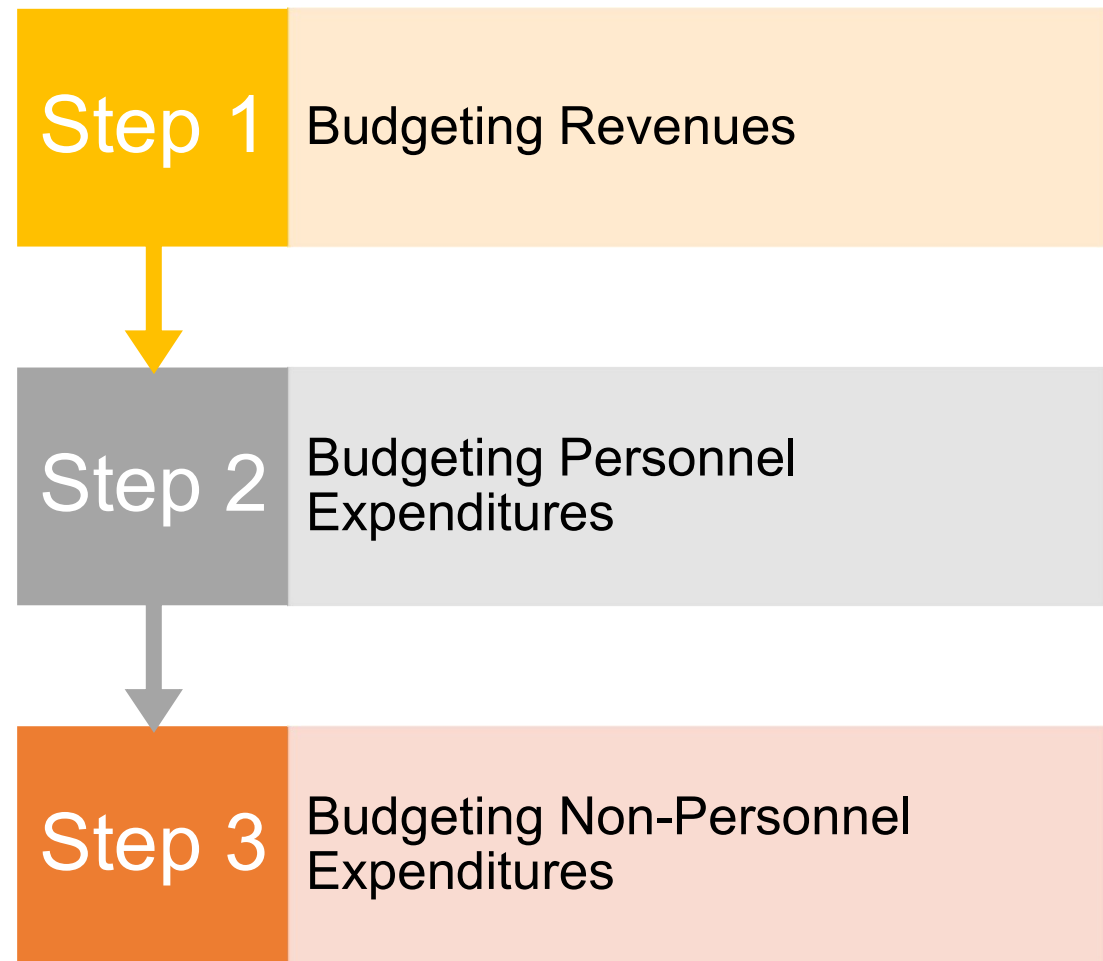 Step 1
Budgeting Revenues
Step 2
Budgeting Personnel
Expenditures
Step 3
Budgeting Non-Personnel
Expenditures